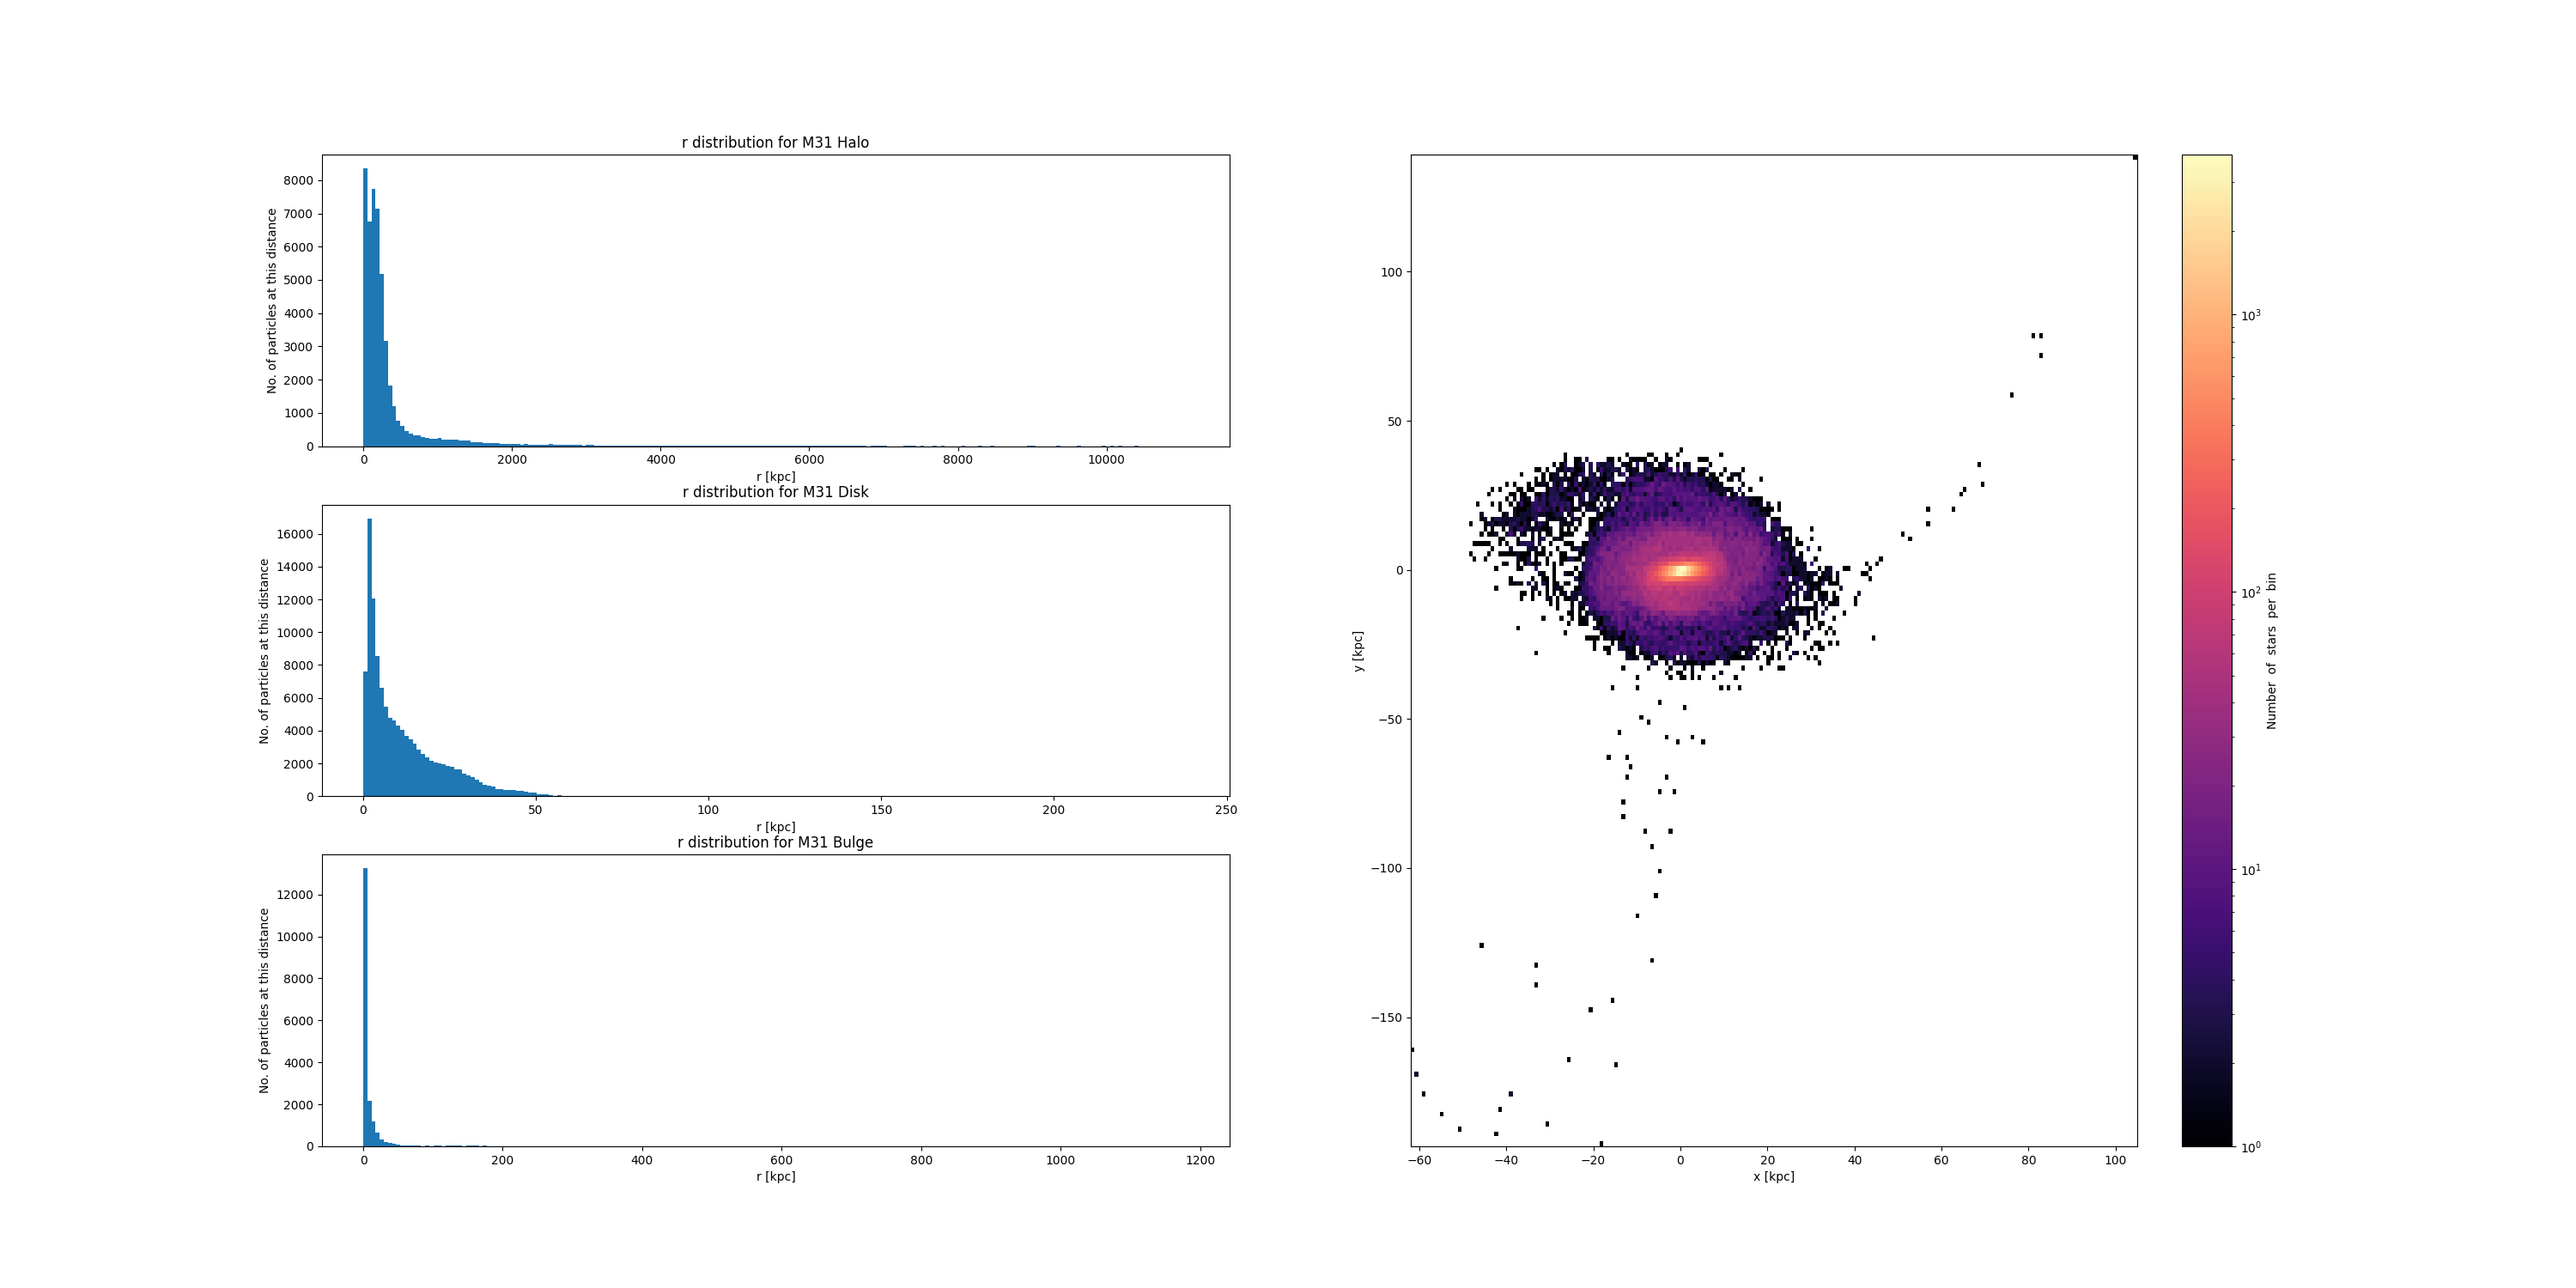 r distribution for M31 Halo
No. of particles at this distance
8000
7000
6000
5000
4000
3000
2000
1000
0
0 2000 4000 6000 8000 10000
r [kpc]
r distribution for M31 Disk
No. of particles at this distance
16000
14000
12000
10000
8000
6000
4000
2000
0
0 50 100 150 200 250
r [kpc]
r distribution for M31 Bulge
No. of particles at this distance
12000
10000
8000
6000
4000
2000
0
0 200 400 600 800 1000 1200
r [kpc]
y [kpc]
100
50
0
−50
−100
−150
−60 −40 −20 0 20 40 60 80 100
x [kpc]
10³
10²
10¹
10⁰
Number of stars per bin